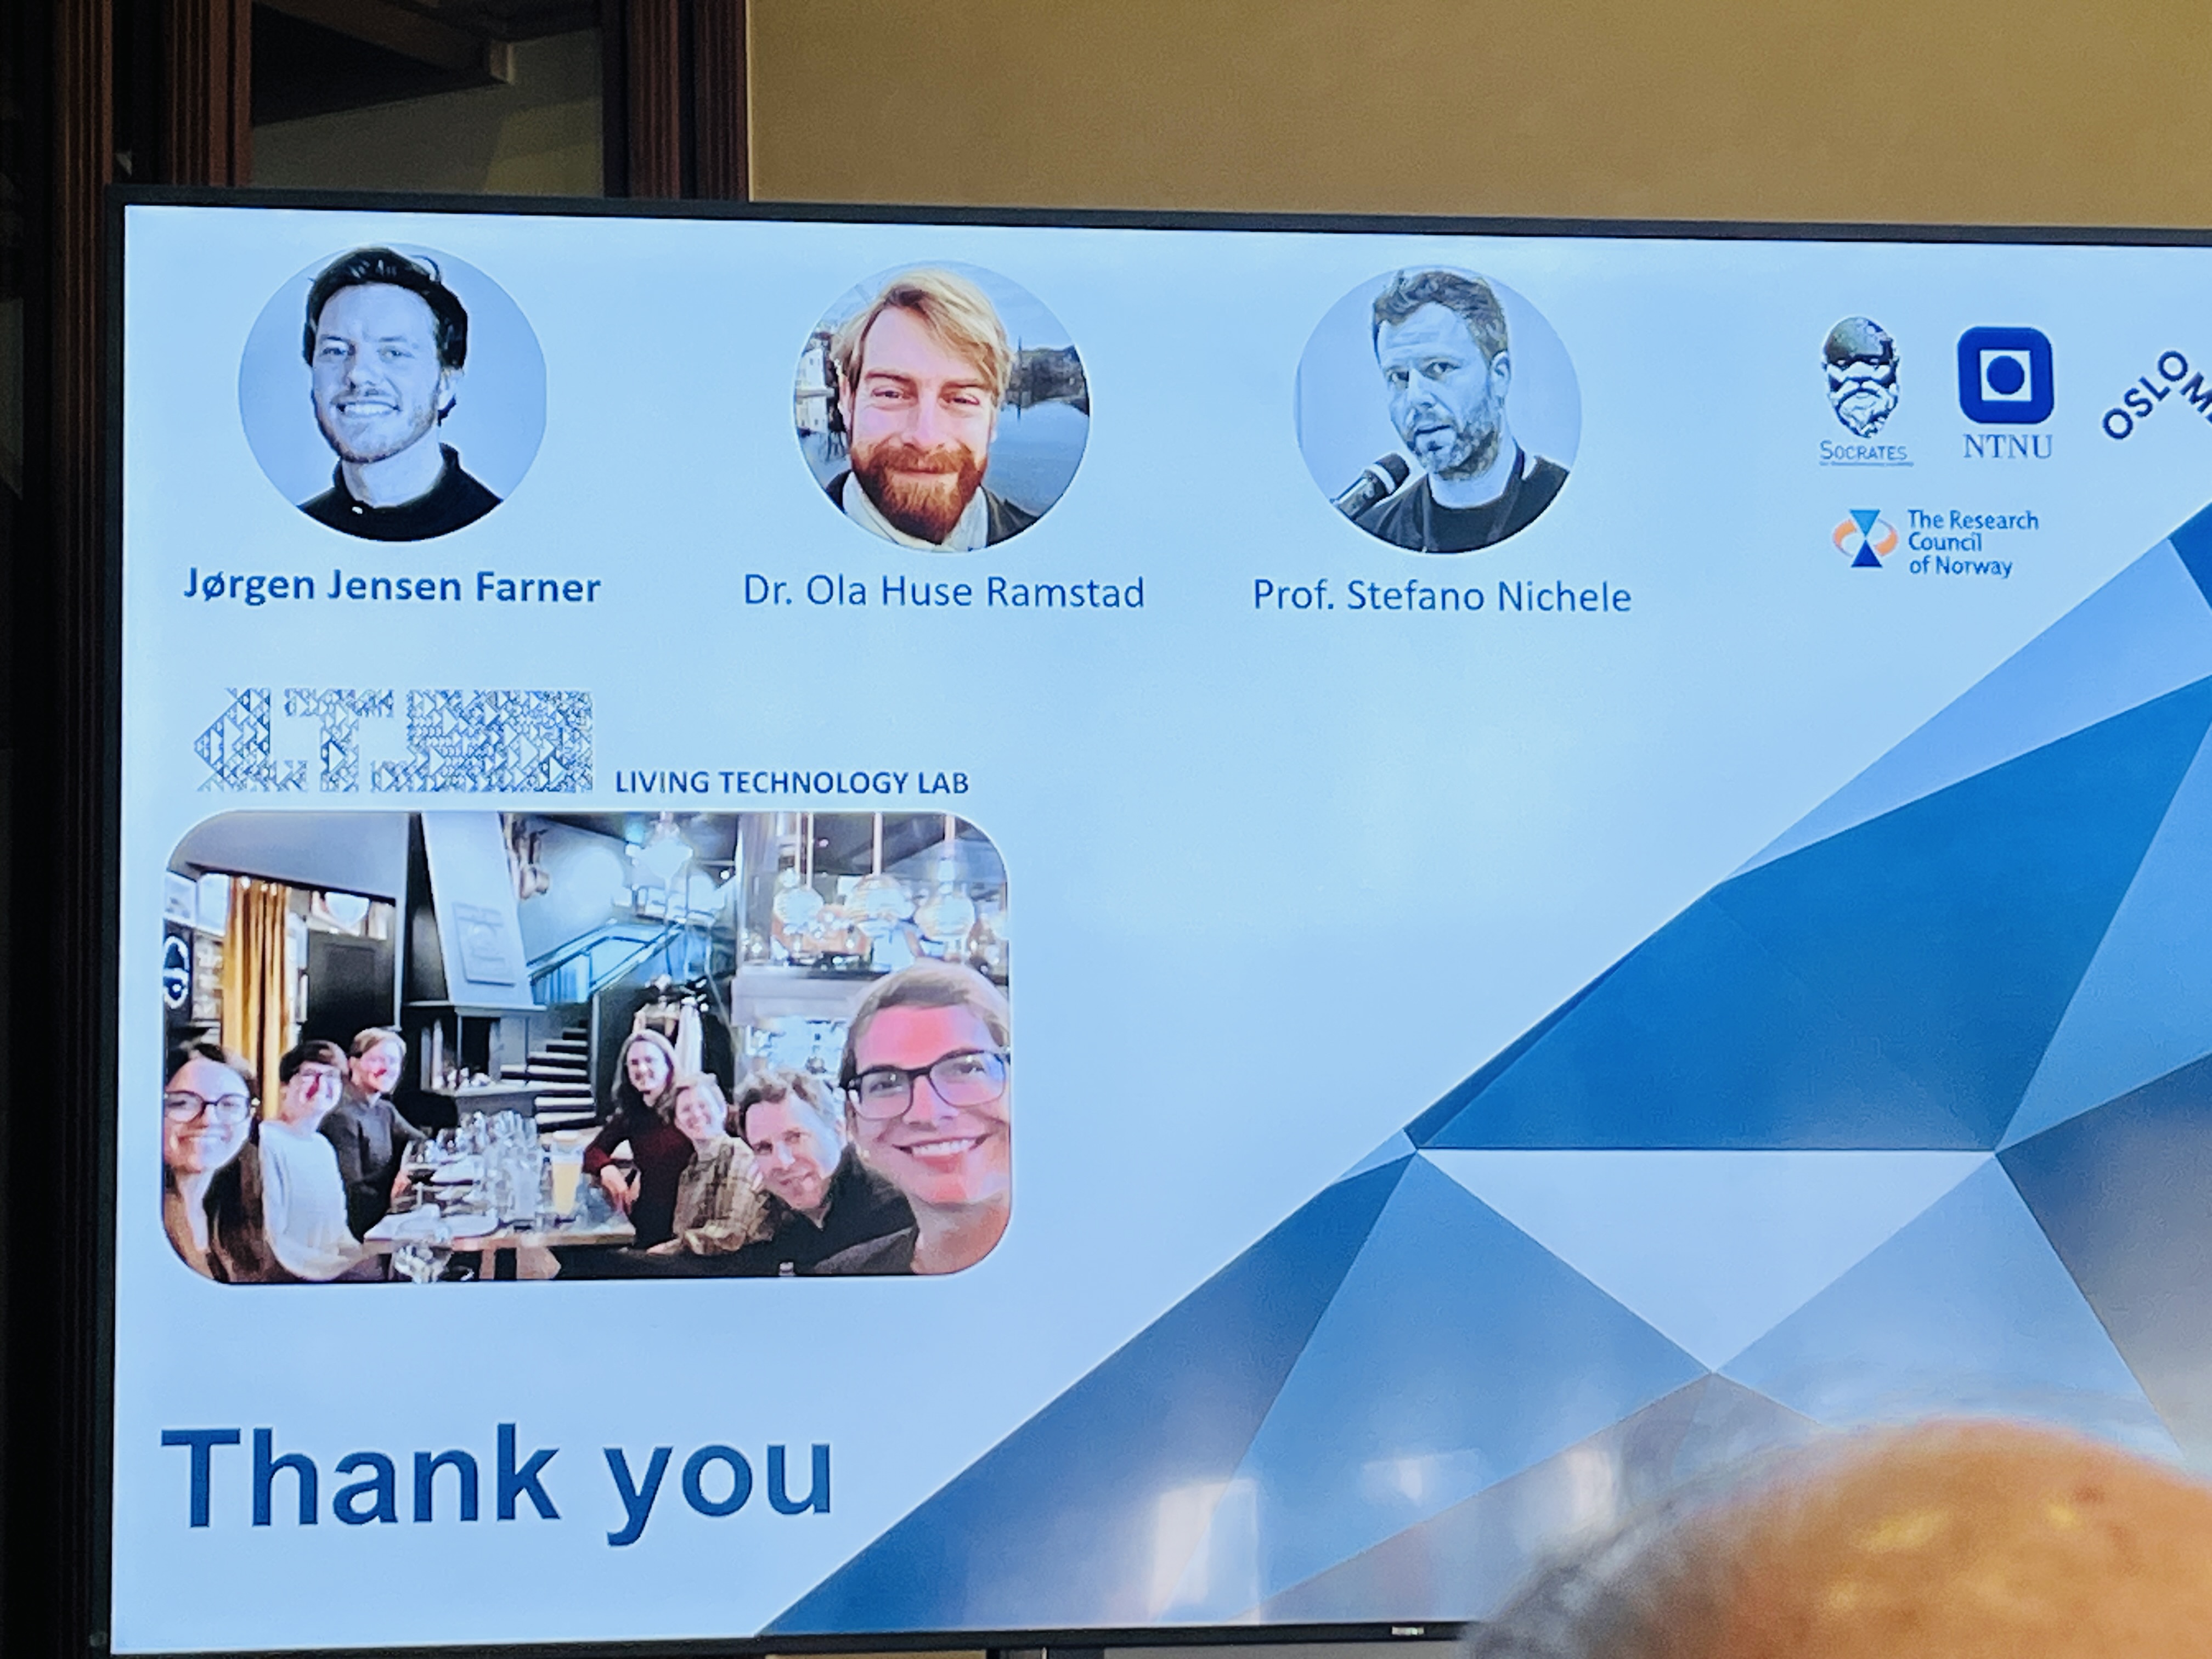 Jørgen Jensen Farner
Dr. Ola Huse Ramstad
Prof. Stefano Nichele
SOCRATES
NTNU
OSLOM
The Research
Council
of Norway
LIVING TECHNOLOGY LAB
Thank you